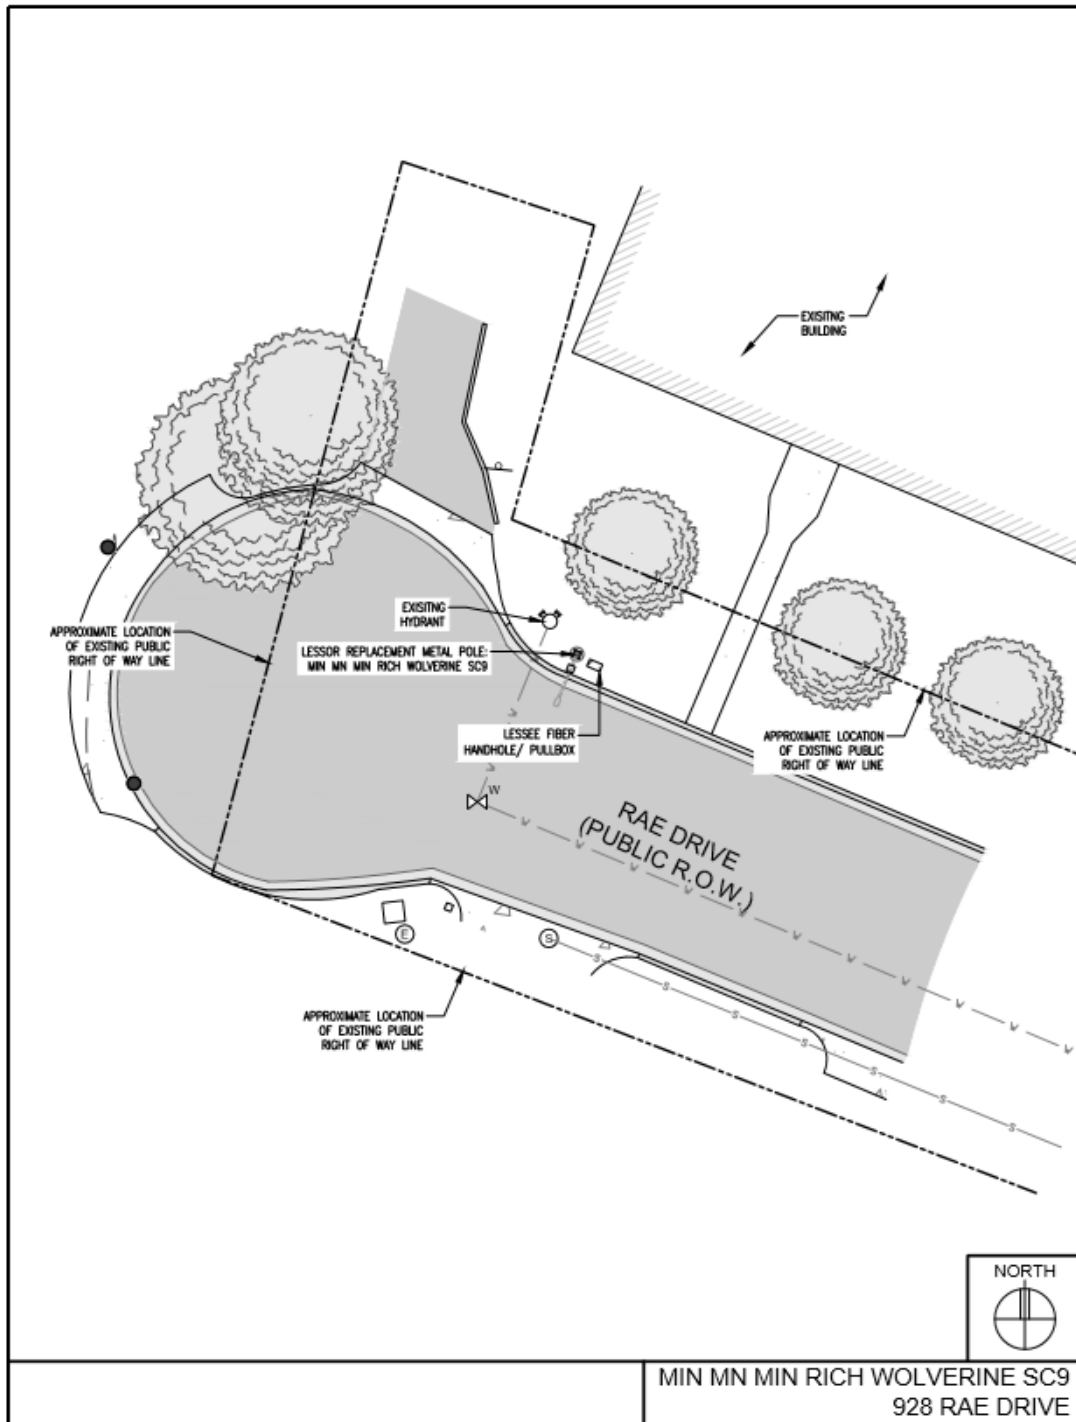 EXISITNG
BUILDING
EXISITNG
HYDRANT
APPROXIMATE LOCATION
OF EXISTING PUBLIC
RIGHT OF WAY LINE
LESSOR REPLACEMENT METAL POLE:
MIN MN MIN RICH WOLVERINE SC9
LESSEE FIBER
HANDHOLE/ PULLBOX
APPROXIMATE LOCATION
OF EXISTING PUBLIC
RIGHT OF WAY LINE
W
RAE DRIVE
(PUBLIC R.O.W.)
E
S
S
S
S
S
S
S
S
APPROXIMATE LOCATION
OF EXISTING PUBLIC
RIGHT OF WAY LINE
NORTH
MIN MN MIN RICH WOLVERINE SC9
928 RAE DRIVE